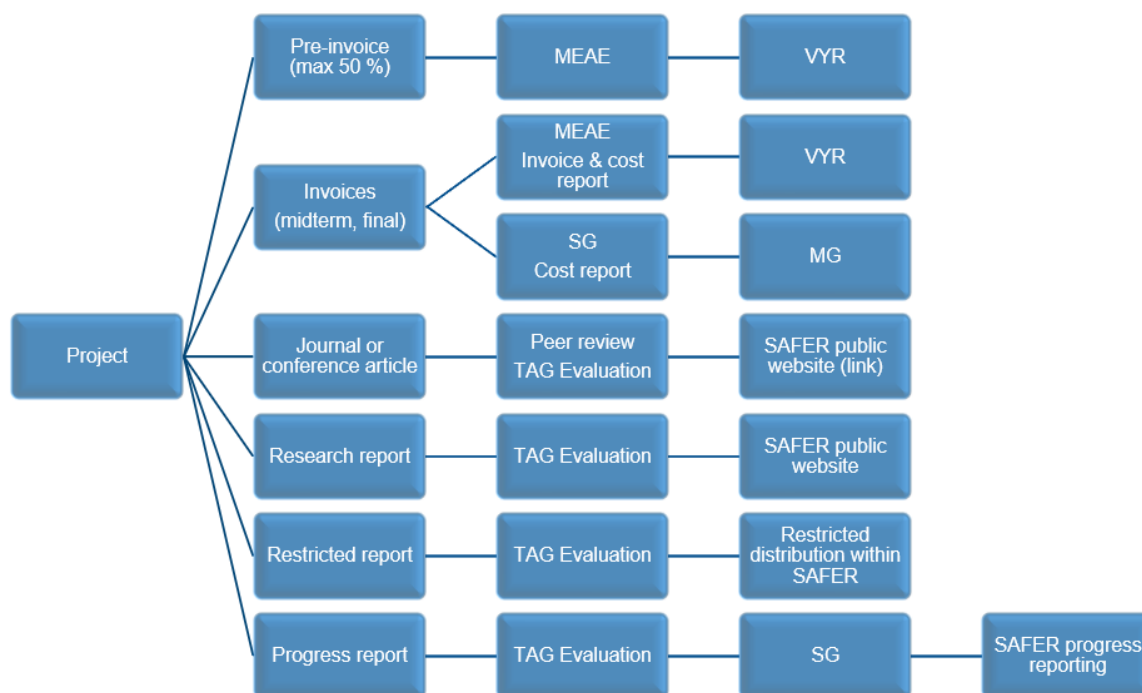 Pre-invoice
(max 50 %)
MEAE
VYR
Invoices
(midterm, final)
MEAE
Invoice & cost
report
VYR
SG
Cost report
MG
Project
Journal or
conference article
Peer review
TAG Evaluation
SAFER public
website (link)
Research report
TAG Evaluation
SAFER public
website
Restricted report
TAG Evaluation
Restricted
distribution within
SAFER
Progress report
TAG Evaluation
SG
SAFER progress
reporting